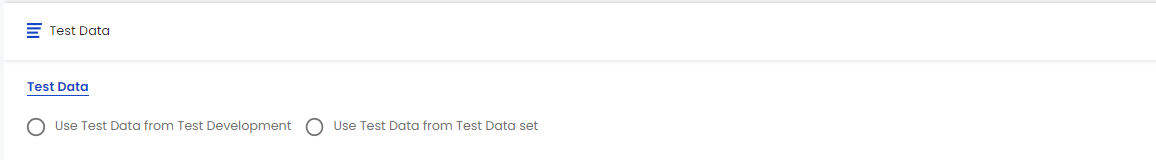 Test Data
Test Data
Use Test Data from Test Development Use Test Data from Test Data set